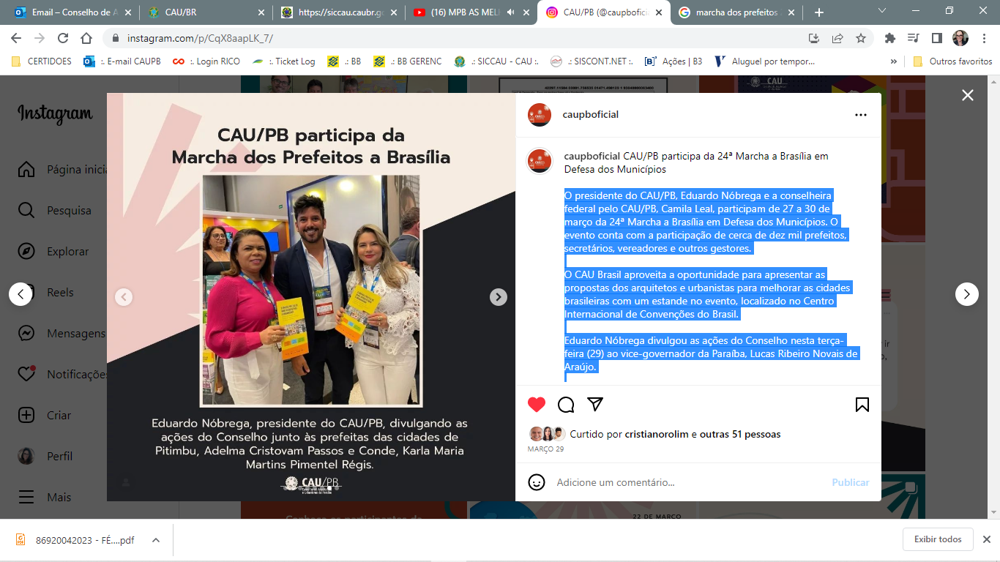 Email – Conselho de A
CAU/BR
https://siccau.caubr.go
(16) MPB AS MEL
CAU/PB (@caupboficia
marcha dos prefeitos
instagram.com/p/CqX8aapLK_7/
CERTIDOES
:. E-mail CAUPB
:. Login RICO
:. Ticket Log
:. BB
:. BB GERENC
:. SICCAU - CAU :.
:. SISCONT.NET :.
Ações | B3
Aluguel por tempor...
»
Outros favoritos
Instagram
Página inicia
Pesquisa
Explorar
Reels
Mensagens
Notificações
Criar
Perfil
Mais
CAU/PB participa da
Marcha dos Prefeitos a Brasília
Eduardo Nóbrega, presidente do CAU/PB, divulgando as
ações do Conselho junto às prefeitas das cidades de
Pitimbu, Adelma Cristovam Passos e Conde, Karla Maria
Martins Pimentel Régis.
CAU/PB
caupboficial
caupboficial CAU/PB participa da 24ª Marcha a Brasília em
Defesa dos Municípios
O presidente do CAU/PB, Eduardo Nóbrega e a conselheira
federal pelo CAU/PB, Camila Leal, participam de 27 a 30 de
março da 24ª Marcha a Brasília em Defesa dos Municípios. O
evento conta com a participação de cerca de dez mil prefeitos,
secretários, vereadores e outros gestores.
O CAU Brasil aproveita a oportunidade para apresentar as
propostas dos arquitetos e urbanistas para melhorar as cidades
brasileiras com um estande no evento, localizado no Centro
Internacional de Convenções do Brasil.
Eduardo Nóbrega divulgou as ações do Conselho nesta terça-
feira (29) ao vice-governador da Paraíba, Lucas Ribeiro Novais de
Araújo.
Curtido por cristianorolim e outras 51 pessoas
MARÇO 29
Adicione um comentário...
Publicar
22 DE MARÇO
86920042023 - FÉ....pdf
Exibir todos